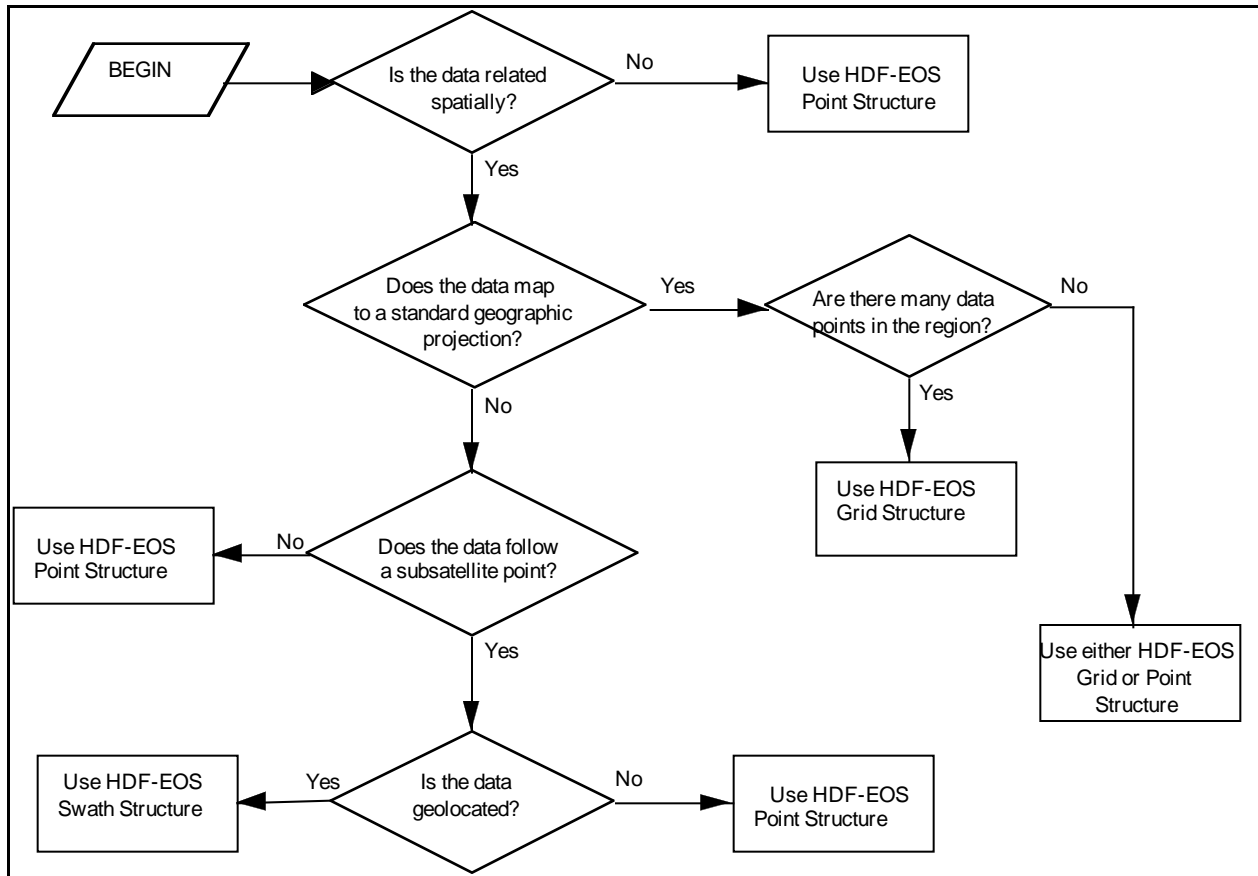 BEGIN
Is the data related
spatially?
No
Use HDF-EOS
Point Structure
Yes
Does the data map
to a standard geographic
projection?
Yes
Are there many data
points in the region?
No
No
Yes
Use HDF-EOS
Grid Structure
Use HDF-EOS
Point Structure
No
Does the data follow
a subsatellite point?
Yes
Use either HDF-EOS
Grid or Point
Structure
Use HDF-EOS
Swath Structure
Yes
Is the data
geolocated?
No
Use HDF-EOS
Point Structure